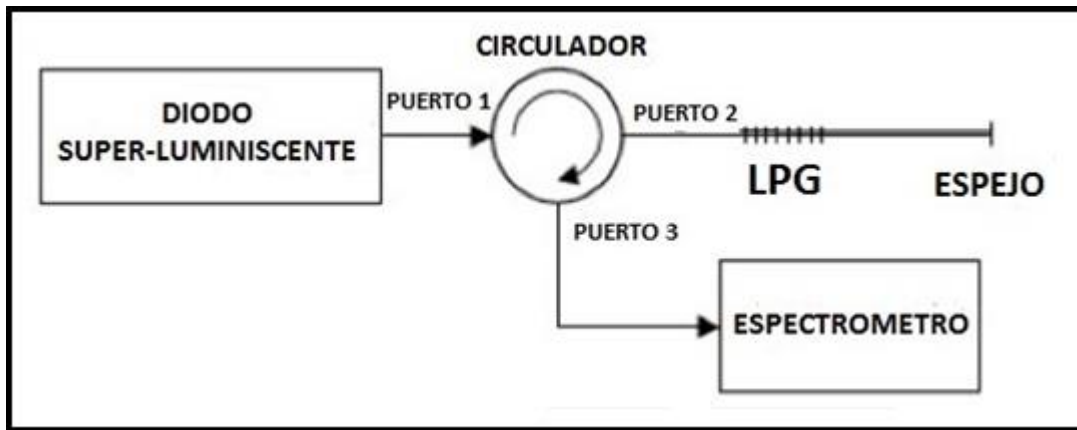 CIRCULADOR
DIODO
SUPER-LUMINISCENTE
PUERTO 1
PUERTO 2
LPG
ESPEJO
PUERTO 3
ESPECTROMETRO